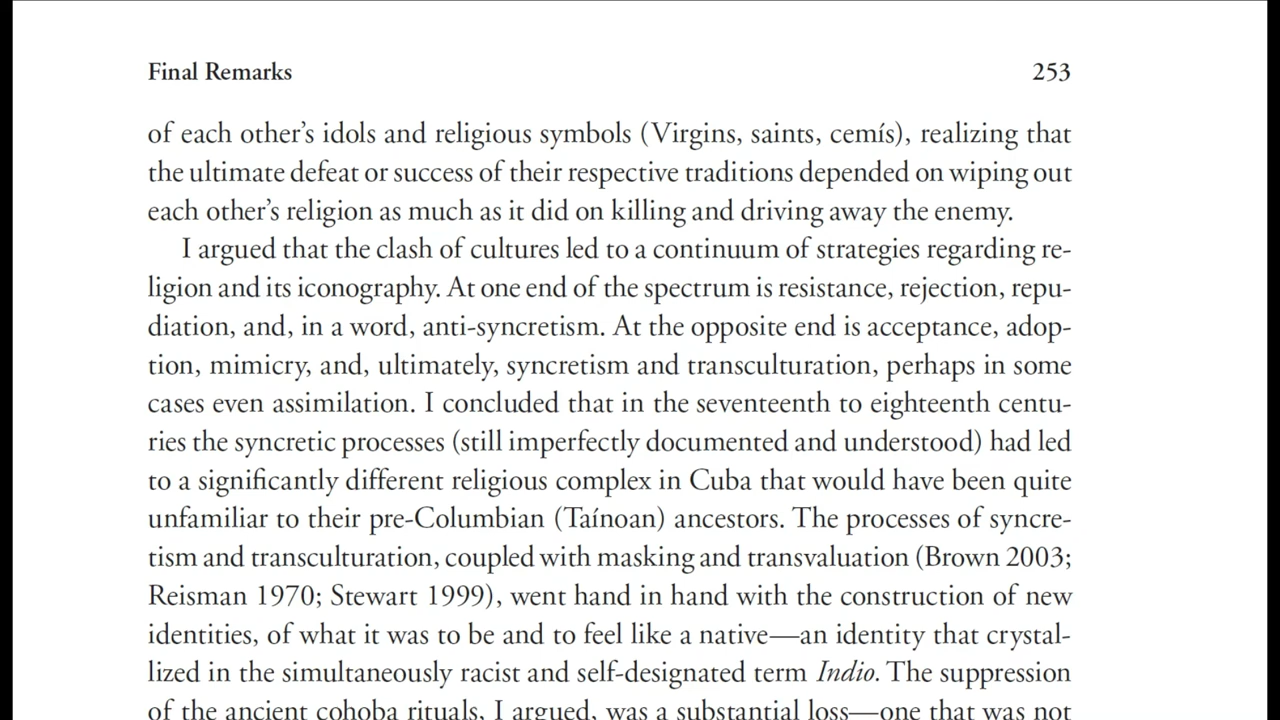 Final Remarks 253
of each other’s idols and religious symbols (Virgins, saints, cemís), realizing that
the ultimate defeat or success of their respective traditions depended on wiping out
each other’s religion as much as it did on killing and driving away the enemy.
I argued that the clash of cultures led to a continuum of strategies regarding re-
ligion and its iconography. At one end of the spectrum is resistance, rejection, repu-
diation, and, in a word, anti-syncretism. At the opposite end is acceptance, adop-
tion, mimicry, and, ultimately, syncretism and transculturation, perhaps in some
cases even assimilation. I concluded that in the seventeenth to eighteenth centu-
ries the syncretic processes (still imperfectly documented and understood) had led
to a significantly different religious complex in Cuba that would have been quite
unfamiliar to their pre-Columbian (Taínoan) ancestors. The processes of syncre-
tism and transculturation, coupled with masking and transvaluation (Brown 2003;
Reisman 1970; Stewart 1999), went hand in hand with the construction of new
identities, of what it was to be and to feel like a native—an identity that crystal-
lized in the simultaneously racist and self-designated term Indio. The suppression
of the ancient cohoba rituals, I argued, was a substantial loss—one that was not